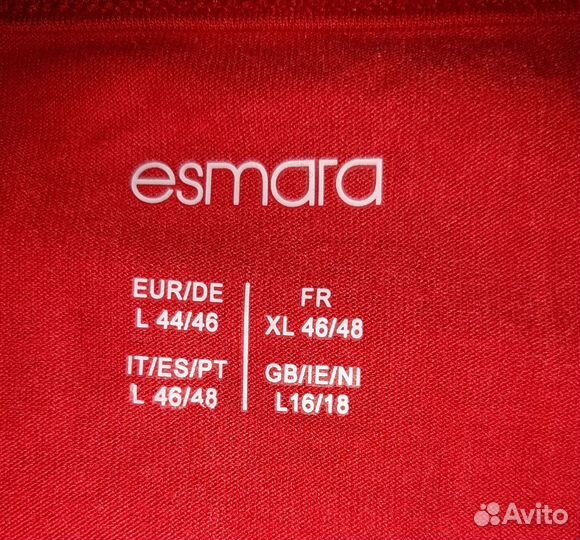 esmara
EUR/DE
L 44/46
FR
XL 46/48
IT/ES/PT
L 46/48
GB/IE/NI
L16/18
Avito